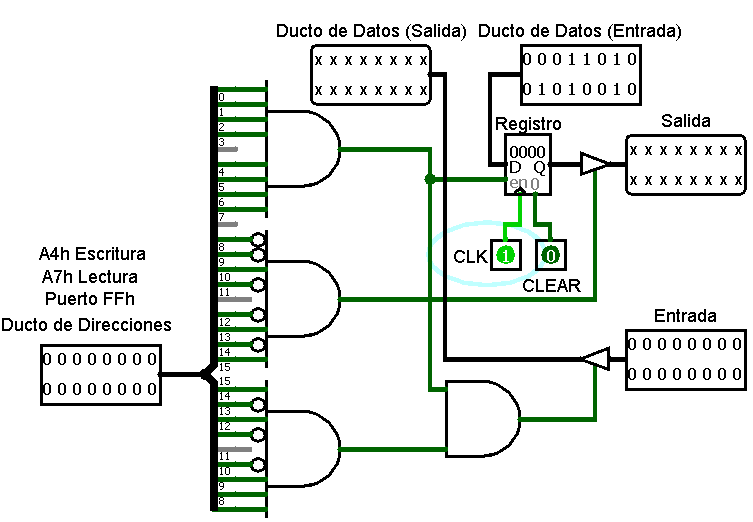 Ducto de Datos (Salida)
Ducto de Datos (Entrada)
x x x x x x x x
x x x x x x x x
0 0 0 1 1 0 1 0
0 1 0 1 0 0 1 0
Registro
0000
D Q
en 0
Salida
x x x x x x x x
x x x x x x x x
CLK
1
0
CLEAR
0
1
2
3
4
5
6
7
8
9
10
11
12
13
14
15
A4h Escritura
A7h Lectura
Puerto FFh
Ducto de Direcciones
0 0 0 0 0 0 0 0
0 0 0 0 0 0 0 0
Entrada
0 0 0 0 0 0 0 0
0 0 0 0 0 0 0 0
15
14
13
12
11
10
9
8